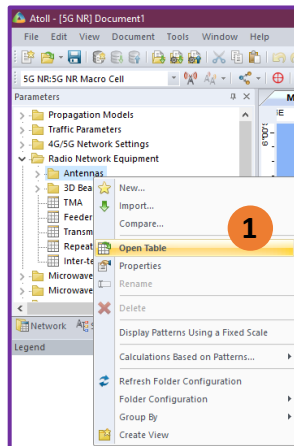 Atoll - [5G NR] Document1
File Edit View Document Tools Window Help
5G NR:5G NR Macro Cell
Parameters
Propagation Models
Traffic Parameters
4G/5G Network Settings
Radio Network Equipment
Antennas
3D Bea
TMA
Feeder
Transm
Repeat
Inter-te
Microwave
Microwave
Network
Legend
New...
Import...
Compare...
Open Table
Properties
Rename
Delete
Display Patterns Using a Fixed Scale
Calculations Based on Patterns...
Refresh Folder Configuration
Folder Configuration
Group By
Create View
1
M